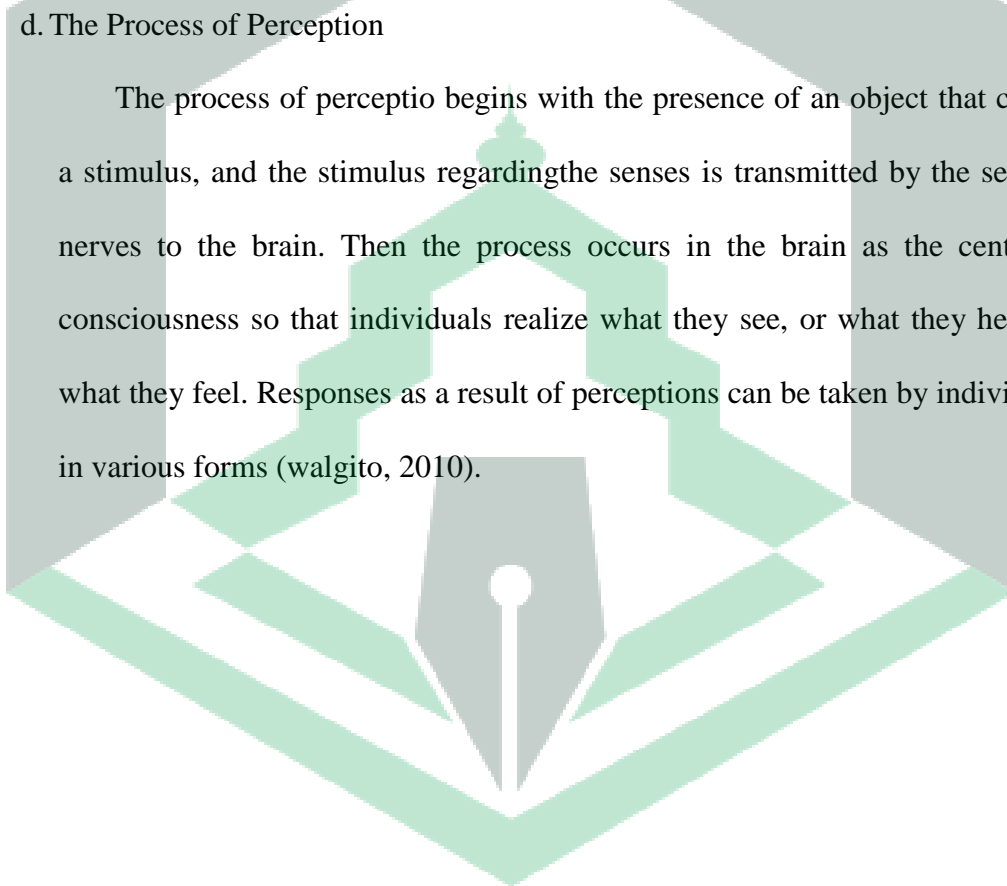 d. The Process of Perception
The process of perceptio begins with the presence of an object that
a stimulus, and the stimulus regardingthe senses is transmitted by the
nerves to the brain. Then the process occurs in the brain as the
consciousness so that individuals realize what they see, or what they
what they feel. Responses as a result of perceptions can be taken by
in various forms (walgito, 2010).